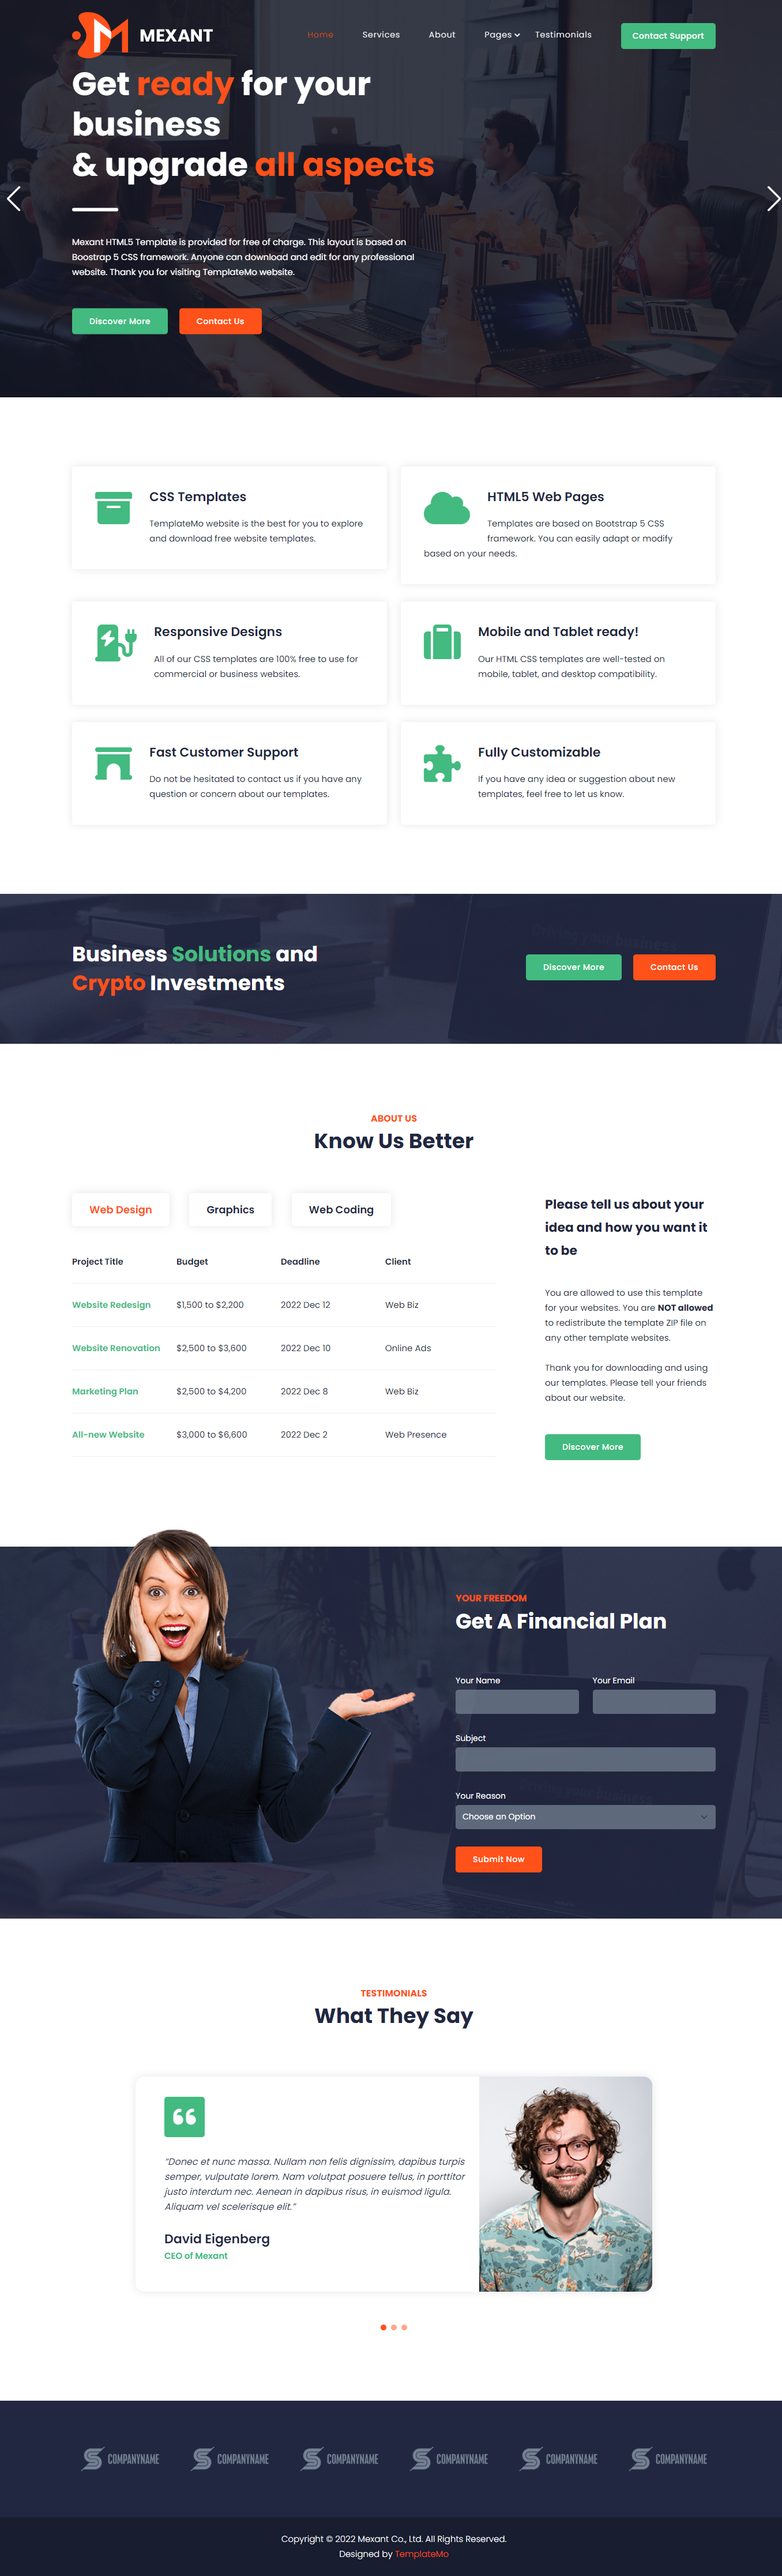 MEXANT
Home
Services
About
Pages
Testimonials
Contact Support
Get ready for your
business
& upgrade all aspects
Mexant HTML5 Template is provided for free of charge. This layout is based on
Boostrap 5 CSS framework. Anyone can download and edit for any professional
website. Thank you for visiting TemplateMo website.
Discover More
Contact Us
CSS Templates
TemplateMo website is the best for you to explore
and download free website templates.
HTML5 Web Pages
Templates are based on Bootstrap 5 CSS
framework. You can easily adapt or modify
based on your needs.
Responsive Designs
All of our CSS templates are 100% free to use for
commercial or business websites.
Mobile and Tablet ready!
Our HTML CSS templates are well-tested on
mobile, tablet, and desktop compatibility.
Fast Customer Support
Do not be hesitated to contact us if you have any
question or concern about our templates.
Fully Customizable
If you have any idea or suggestion about new
templates, feel free to let us know.
Business Solutions and
Crypto Investments
Discover More
Contact Us
ABOUT US
Know Us Better
Web Design
Graphics
Web Coding
Project Title Budget Deadline Client
Website Redesign $1,500 to $2,200 2022 Dec 12 Web Biz
Website Renovation $2,500 to $3,600 2022 Dec 10 Online Ads
Marketing Plan $2,500 to $4,200 2022 Dec 8 Web Biz
All-new Website $3,000 to $6,600 2022 Dec 2 Web Presence
Please tell us about your
idea and how you want it
to be
You are allowed to use this template
for your websites. You are NOT allowed
to redistribute the template ZIP file on
any other template websites.
Thank you for downloading and using
our templates. Please tell your friends
about our website.
Discover More
YOUR FREEDOM
Get A Financial Plan
Your Name
Your Email
Subject
Your Reason
Choose an Option
Submit Now
TESTIMONIALS
What They Say
“Donec et nunc massa. Nullam non felis dignissim, dapibus turpis
semper, vulputate lorem. Nam volutpat posuere tellus, in porttitor
justo interdum nec. Aenean in dapibus risus, in euismod ligula.
Aliquam vel scelerisque elit.”
David Eigenberg
CEO of Mexant
COMPANYNAME
COMPANYNAME
COMPANYNAME
COMPANYNAME
COMPANYNAME
COMPANYNAME
Copyright © 2022 Mexant Co., Ltd. All Rights Reserved.
Designed by TemplateMo